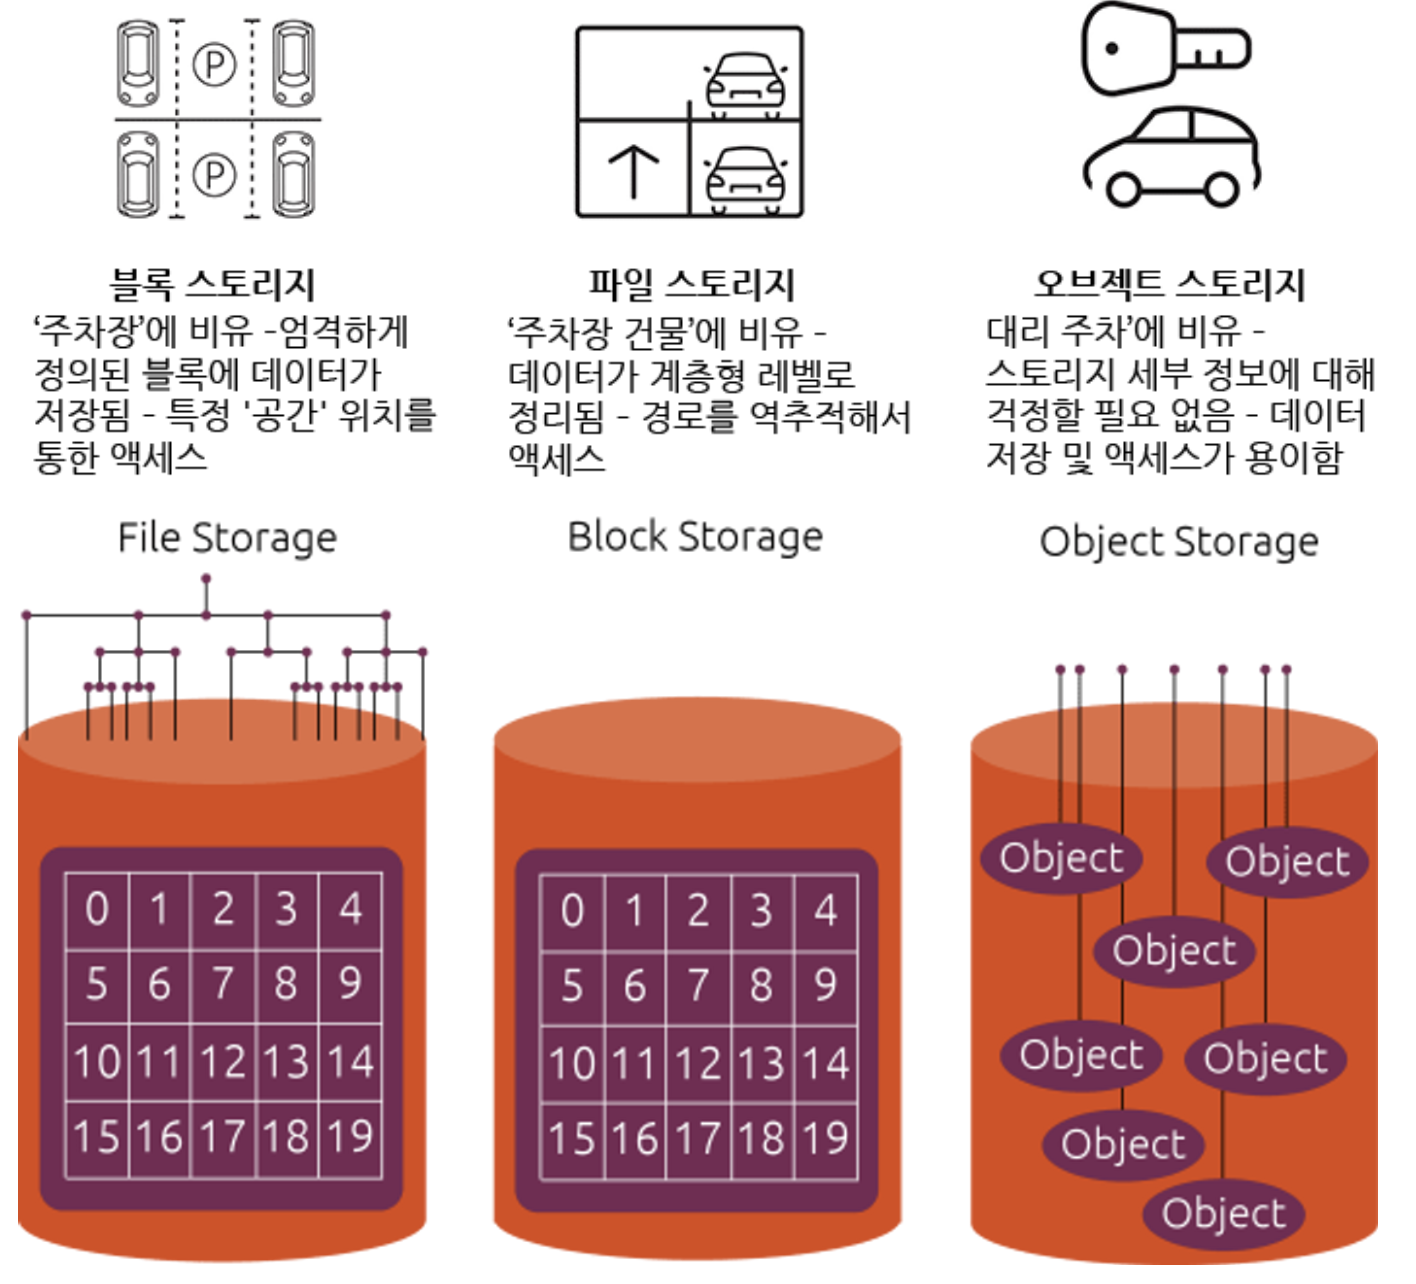 P
P
블록 스토리지
‘주차장’에 비유 -엄격하게
정의된 블록에 데이터가
저장됨 - 특정 '공간' 위치를
통한 액세스
파일 스토리지
‘주차장 건물’에 비유 -
데이터가 계층형 레벨로
정리됨 - 경로를 역추적해서
액세스
오브젝트 스토리지
대리 주차’에 비유 -
스토리지 세부 정보에 대해
걱정할 필요 없음 - 데이터
저장 및 액세스가 용이함
File Storage
0 1 2 3 4
5 6 7 8 9
10 11 12 13 14
15 16 17 18 19
Block Storage
0 1 2 3 4
5 6 7 8 9
10 11 12 13 14
15 16 17 18 19
Object Storage
Object
Object
Object
Object
Object
Object
Object